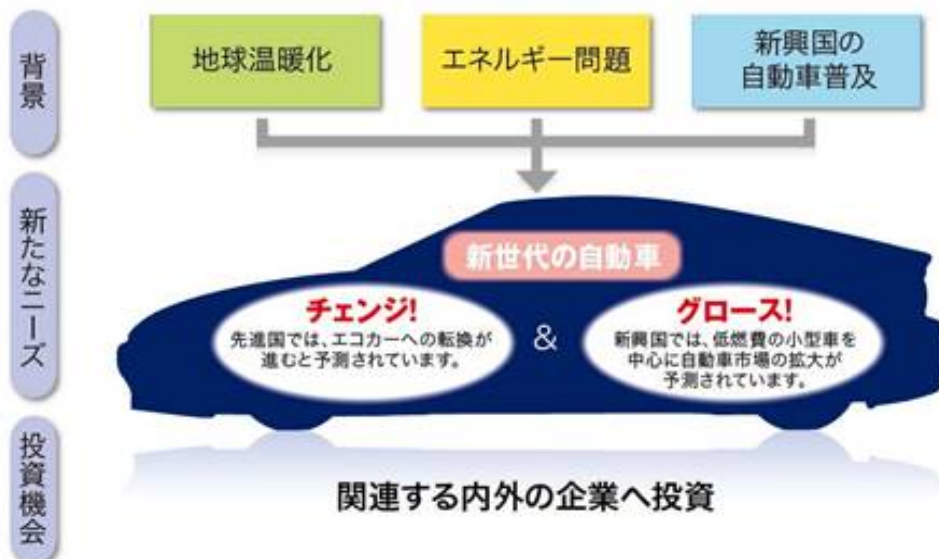 背景
地球温暖化
エネルギー問題
新興国の
自動車普及
新たなニーズ
新世代の自動車
チェンジ!
先進国では、エコカーへの転換が
進むと予測されています。
&
グロース!
新興国では、低燃費の小型車を
中心に自動車市場の拡大が
予測されています。
投資機会
関連する内外の企業へ投資